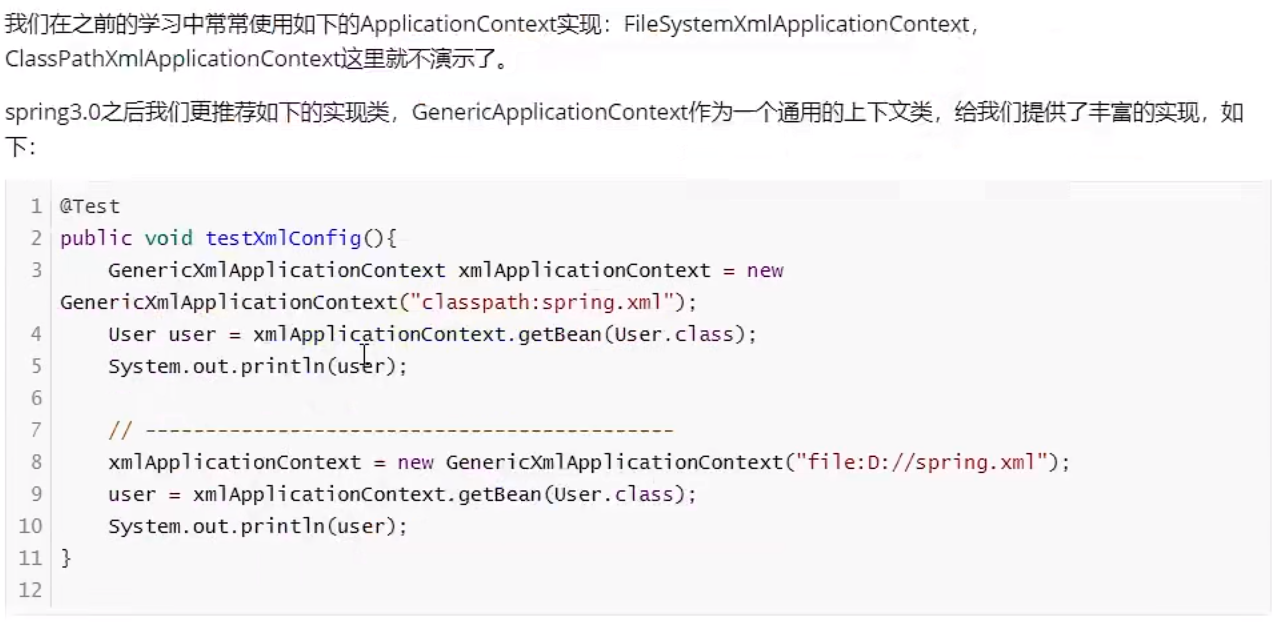 我们在之前的学习中常常使用如下的ApplicationContext实现：FileSystemXmlApplicationContext，
ClassPathXmlApplicationContext这里就不演示了。
spring3.0之后我们更推荐如下的实现类，GenericApplicationContext作为一个通用的上下文类，给我们提供了丰富的实现，如
下：
1 @Test
2 public void testXmlConfig(){
3     GenericXmlApplicationContext xmlApplicationContext = new
GenericXmlApplicationContext("classpath:spring.xml");
4     User user = xmlApplicationContext.getBean(User.class);
5     System.out.println(user);
6
7     // --------------------------------------------
8     xmlApplicationContext = new GenericXmlApplicationContext("file:D://spring.xml");
9     user = xmlApplicationContext.getBean(User.class);
10     System.out.println(user);
11 }
12